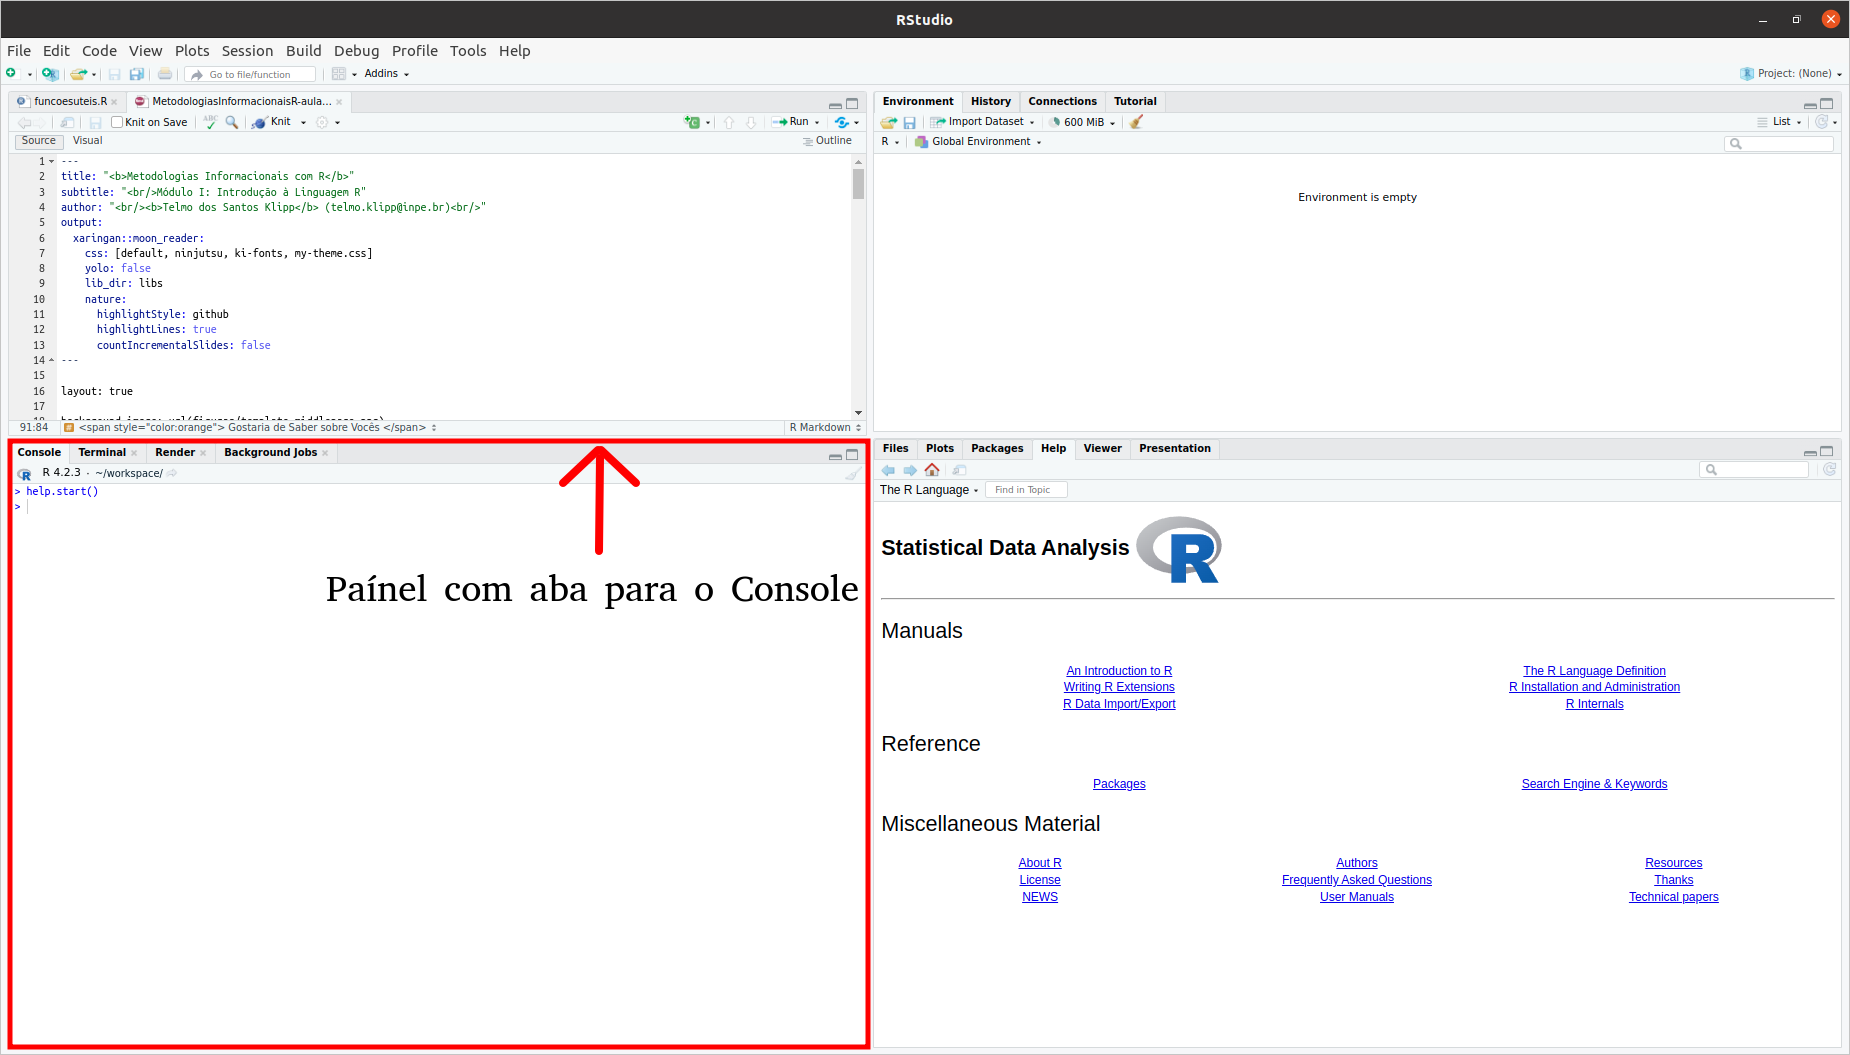 RStudio
File Edit Code View Plots Session Build Debug Profile Tools Help
Go to file/function Addins Project: (None)
funcoesuteis.R MetodologiasInformacionaisR-aula...
Knit on Save ABC Knit Run
Source Visual Outline
1 ---
2 title: "<b>Metodologias Informacionais com R</b>"
3 subtitle: "<br/>Módulo I: Introdução à Linguagem R"
4 author: "<br/><b>Telmo dos Santos Klipp</b> (telmo.klipp@inpe.br)<br/>"
5 output:
6 xaringan::moon_reader:
7 css: [default, ninjutsu, ki-fonts, my-theme.css]
8 yolo: false
9 lib_dir: libs
10 nature:
11 highlightStyle: github
12 highlightLines: true
13 countIncrementalSlides: false
14 ---
15
16 layout: true
17
91:84 # <span style="color:orange"> Gostaria de Saber sobre Vocês </span> R Markdown
Environment History Connections Tutorial
Import Dataset 600 MiB List
R Global Environment
Environment is empty
Console Terminal Render Background Jobs
R 4.2.3 · ~/workspace/
> help.start()
>
Paínel com aba para o Console
Files Plots Packages Help Viewer Presentation
The R Language Find in Topic
Statistical Data Analysis R
Manuals
An Introduction to R The R Language Definition
Writing R Extensions R Installation and Administration
R Data Import/Export R Internals
Reference
Packages Search Engine & Keywords
Miscellaneous Material
About R Authors Resources
License Frequently Asked Questions Thanks
NEWS User Manuals Technical papers